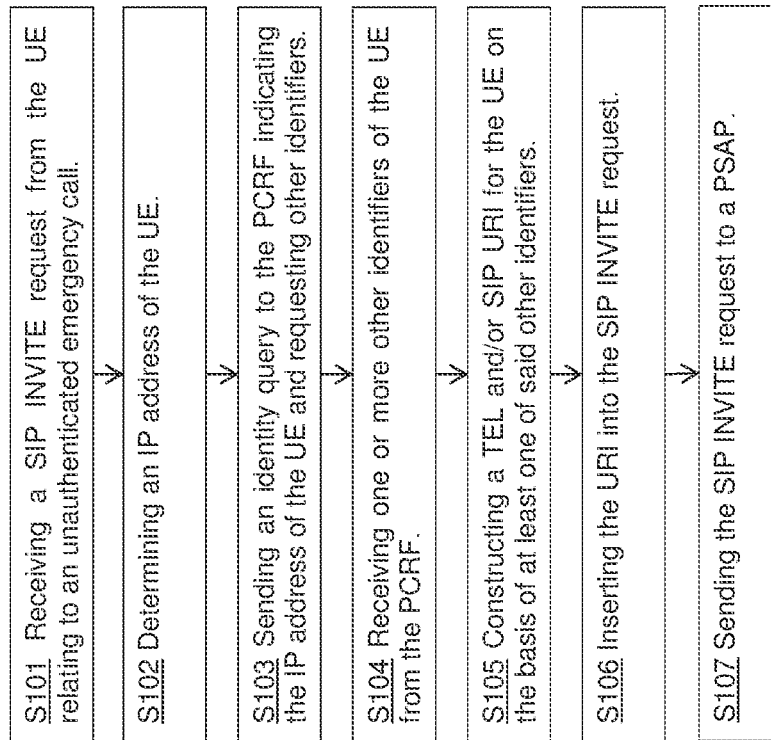 S101 Receiving a SIP INVITE request from the UE
relating to an unauthenticated emergency call.
S102 Determining an IP address of the UE.
S103 Sending an identity query to the PCRF indicating
the IP address of the UE and requesting other identifiers.
S104 Receiving one or more other identifiers of the UE
from the PCRF.
S105 Constructing a TEL and/or SIP URI for the UE on
the basis of at least one of said other identifiers.
S106 Inserting the URI into the SIP INVITE request.
S107 Sending the SIP INVITE request to a PSAP.